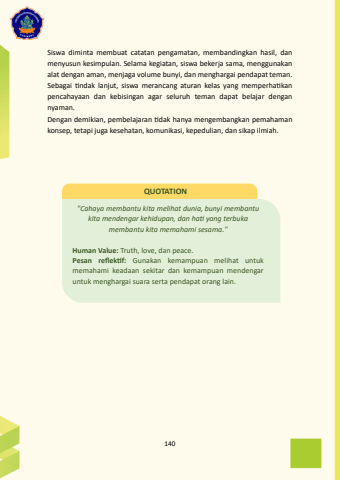 Siswa diminta membuat catatan pengamatan, membandingkan hasil, dan
menyusun kesimpulan. Selama kegiatan, siswa bekerja sama, menggunakan
alat dengan aman, menjaga volume bunyi, dan menghargai pendapat teman.
Sebagai tindak lanjut, siswa merancang aturan kelas yang memperhatikan
pencahayaan dan kebisingan agar seluruh teman dapat belajar dengan
nyaman.
Dengan demikian, pembelajaran tidak hanya mengembangkan pemahaman
konsep, tetapi juga kesehatan, komunikasi, kepedulian, dan sikap ilmiah.
QUOTATION
"Cahaya membantu kita melihat dunia, bunyi membantu
kita mendengar kehidupan, dan hati yang terbuka
membantu kita memahami sesama."
Human Value: Truth, love, dan peace.
Pesan reflektif: Gunakan kemampuan melihat untuk
memahami keadaan sekitar dan kemampuan mendengar
untuk menghargai suara serta pendapat orang lain.
140